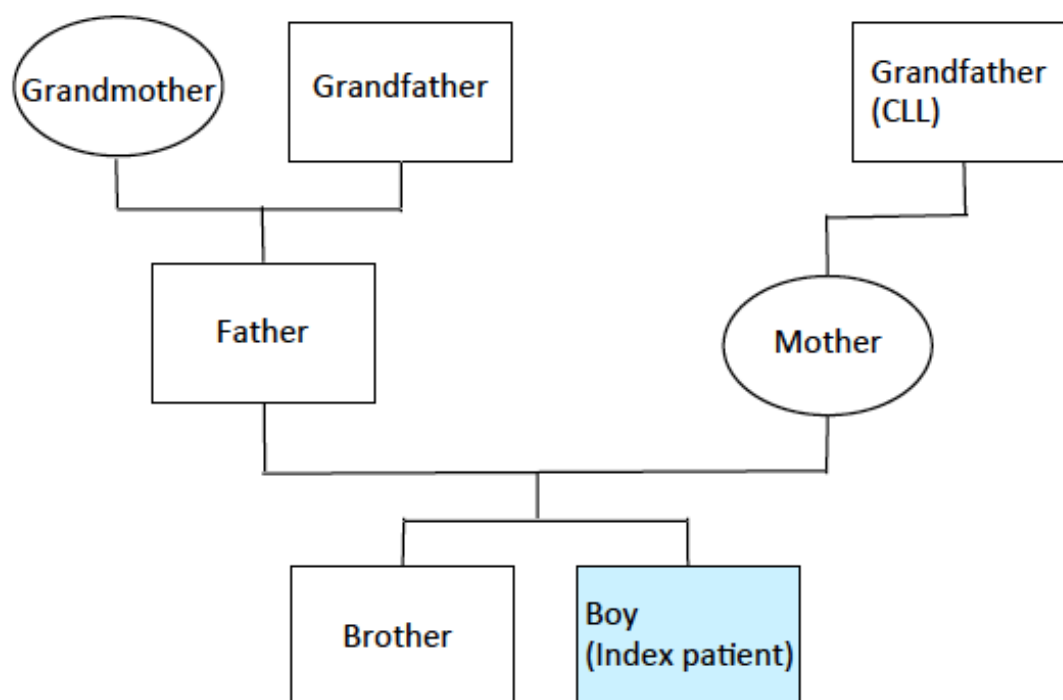 Grandmother
Grandfather
Grandfather
(CLL)
Father
Mother
Brother
Boy
(Index patient)